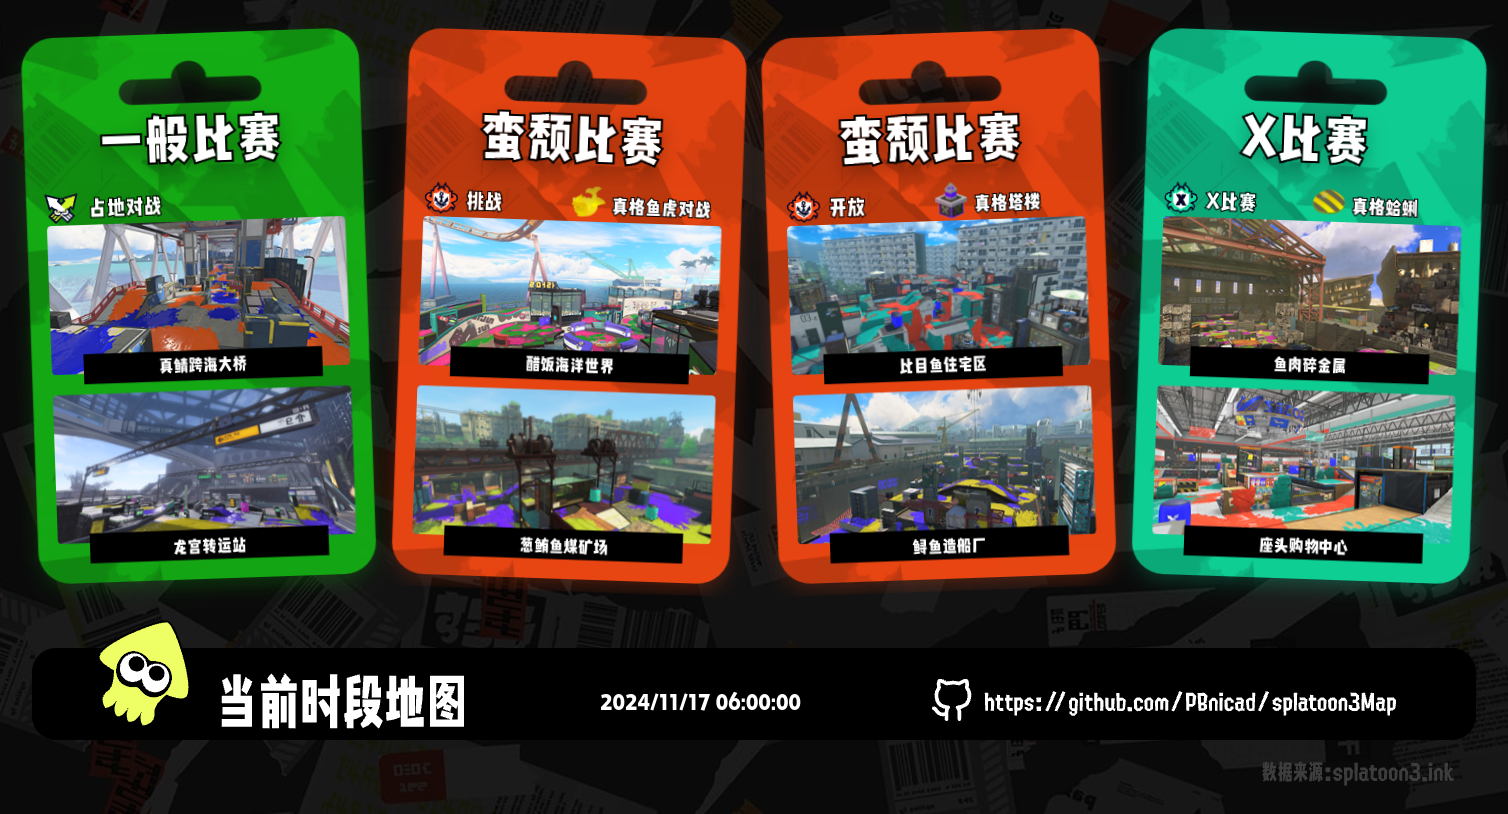 一般比赛
占地对战
真鲭跨海大桥
龙宫转运站
蛮颓比赛
挑战
真格鱼虎对战
醋饭海洋世界
葱鲔鱼煤矿场
蛮颓比赛
开放
真格塔楼
比目鱼住宅区
鲟鱼造船厂
X比赛
X比赛
真格蛤蜊
鱼肉碎金属
座头购物中心
当前时段地图
2024/11/17 06:00:00
https://github.com/PBnicad/splatoon3Map
数据来源:splatoon3.ink